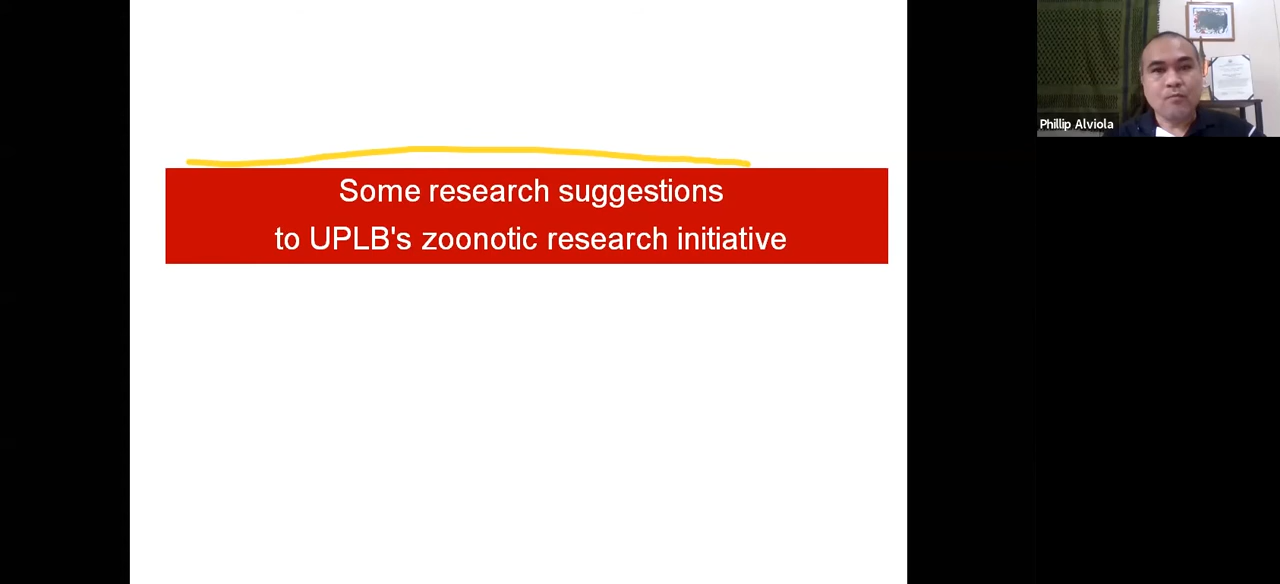 Some research suggestions
to UPLB's zoonotic research initiative
Phillip Alviola